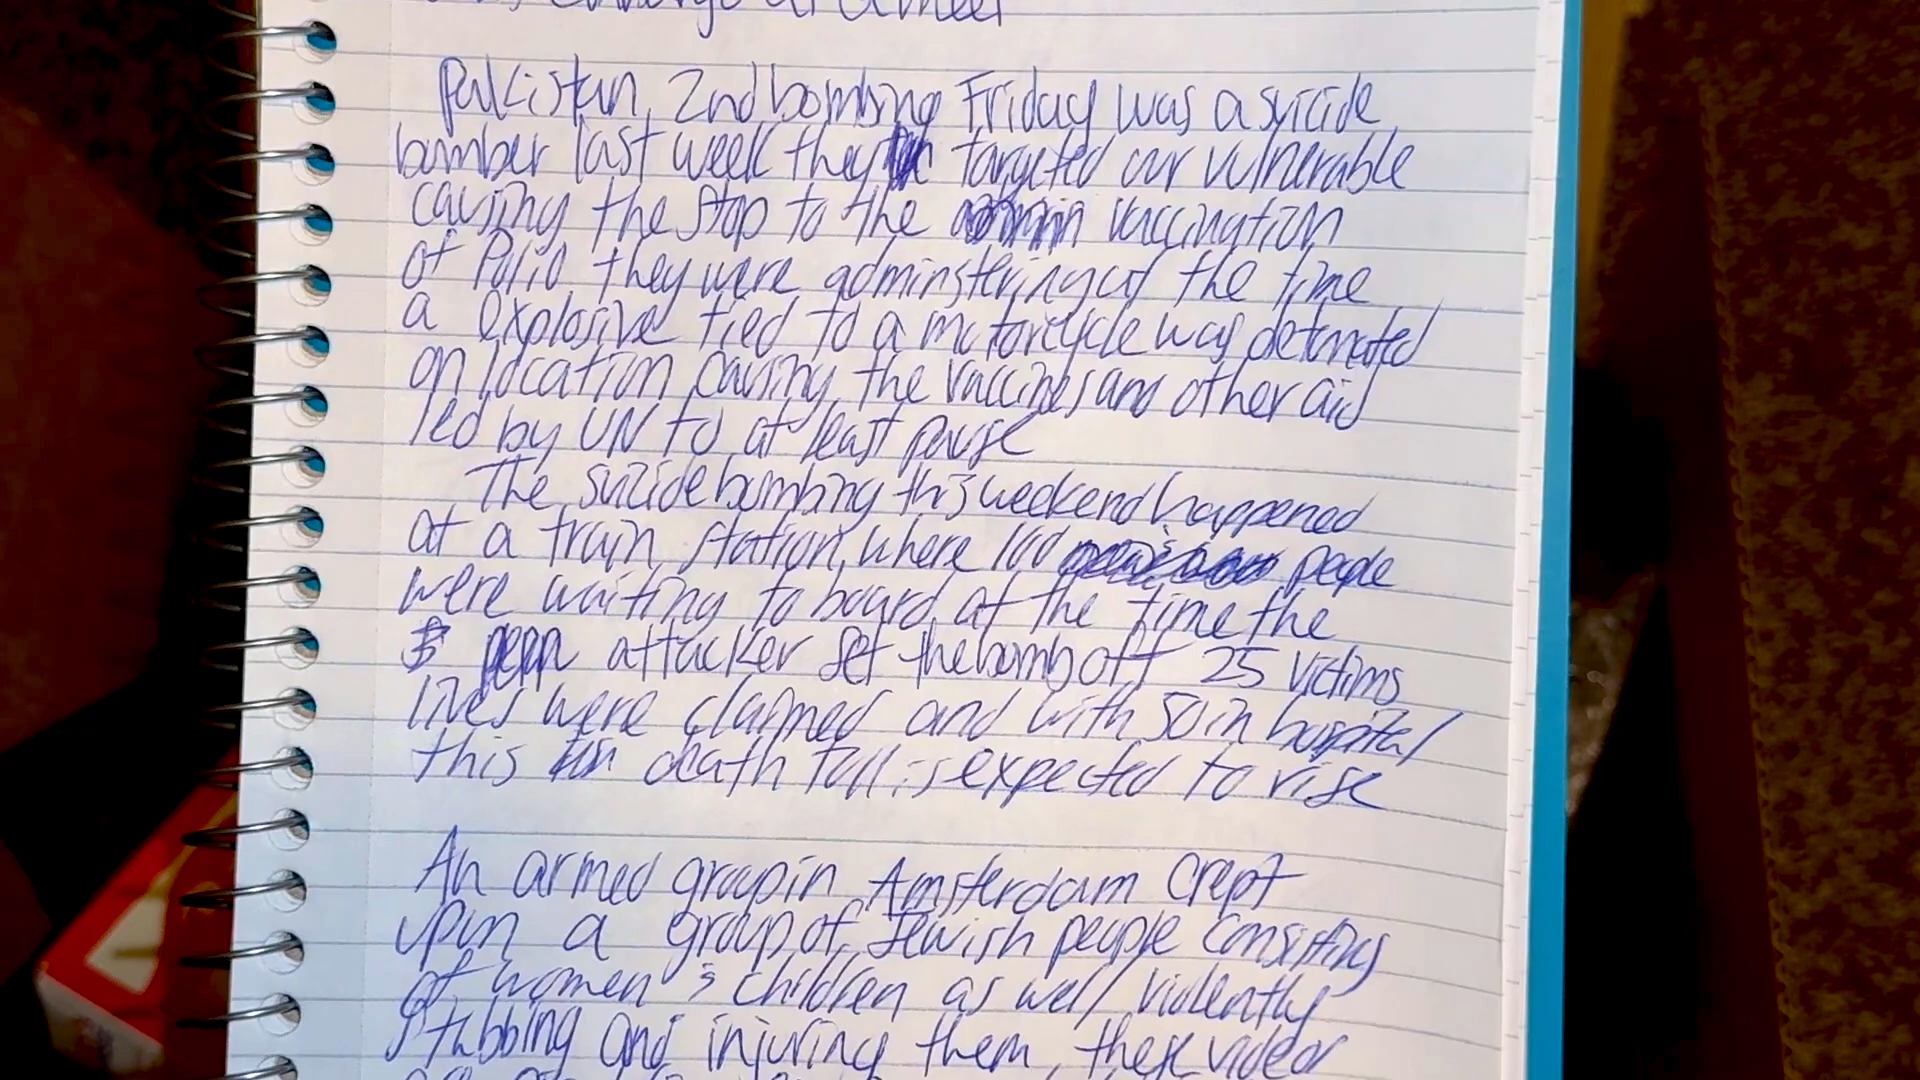 Pakistan, 2nd bombing Friday was a suicide
bomber last week they targeted our vulnerable
causing the stop to the vaccination
of Polio they were adminstering at the time
a explosive tied to a motorcycle was detonated
on location causing the vaccines and other aid
led by UN to at least pause
The suicide bombing this weekend happened
at a train station, where 100 people
were waiting to board at the time the
attacker set the bomb off 25 victims
lives were claimed and with 50 in hospital
this death toll is expected to rise
An armed group in Amsterdam crept
upon a group of Jewish people consisting
of women & children as well violently
stabbing and injuring them, these